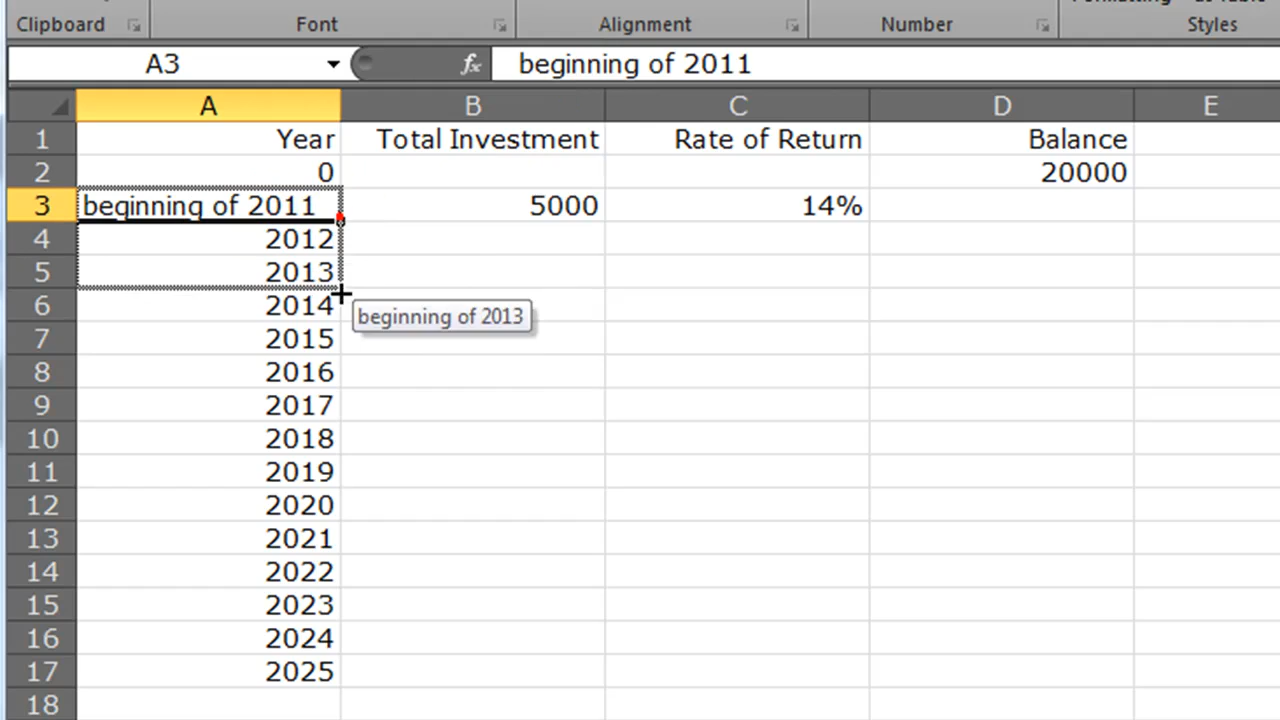 Clipboard Font Alignment Number Styles
A3 fx beginning of 2011
A B C D E
1 Year Total Investment Rate of Return Balance
2 0 20000
3 beginning of 2011 5000 14%
4 2012
5 2013
6 2014
beginning of 2013
7 2015
8 2016
9 2017
10 2018
11 2019
12 2020
13 2021
14 2022
15 2023
16 2024
17 2025
18